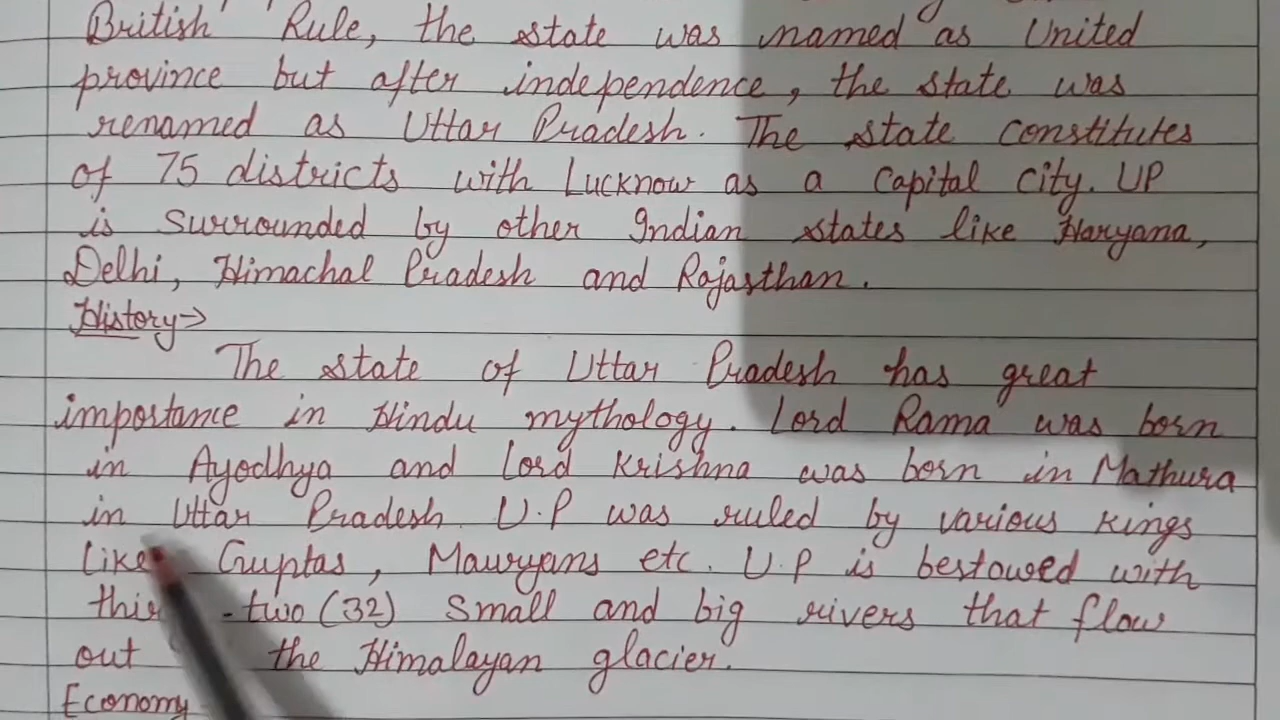 British Rule, the state was named as United
province but after independence, the state was
renamed as Uttar Pradesh. The state constitutes
of 75 districts with Lucknow as a capital city. UP
is surrounded by other Indian states like Haryana,
Delhi, Himachal Pradesh and Rajasthan.
History→
The state of Uttar Pradesh has great
importance in Hindu mythology. Lord Rama was born
in Ayodhya and Lord Krishna was born in Mathura
in Uttar Pradesh. U.P was ruled by various kings
like Guptas, Mauryans etc. U.P is bestowed with
-two (32) small and big rivers that flow
out the Himalayan glacier.
Economy